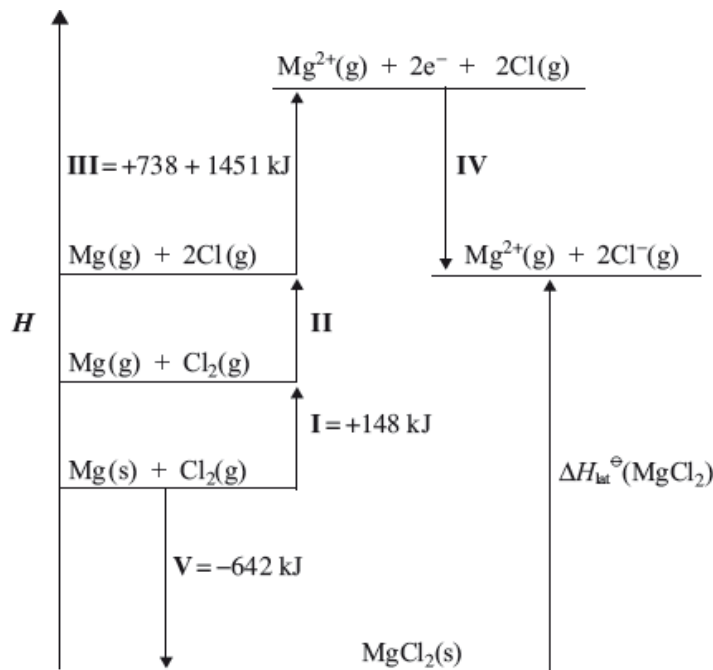 Mg²⁺(g) + 2e⁻ + 2Cl(g)
III = +738 + 1451 kJ
IV
Mg(g) + 2Cl(g)
Mg²⁺(g) + 2Cl⁻(g)
H
II
Mg(g) + Cl₂(g)
I = +148 kJ
Mg(s) + Cl₂(g)
ΔH_lat^⊖(MgCl₂)
V = −642 kJ
MgCl₂(s)